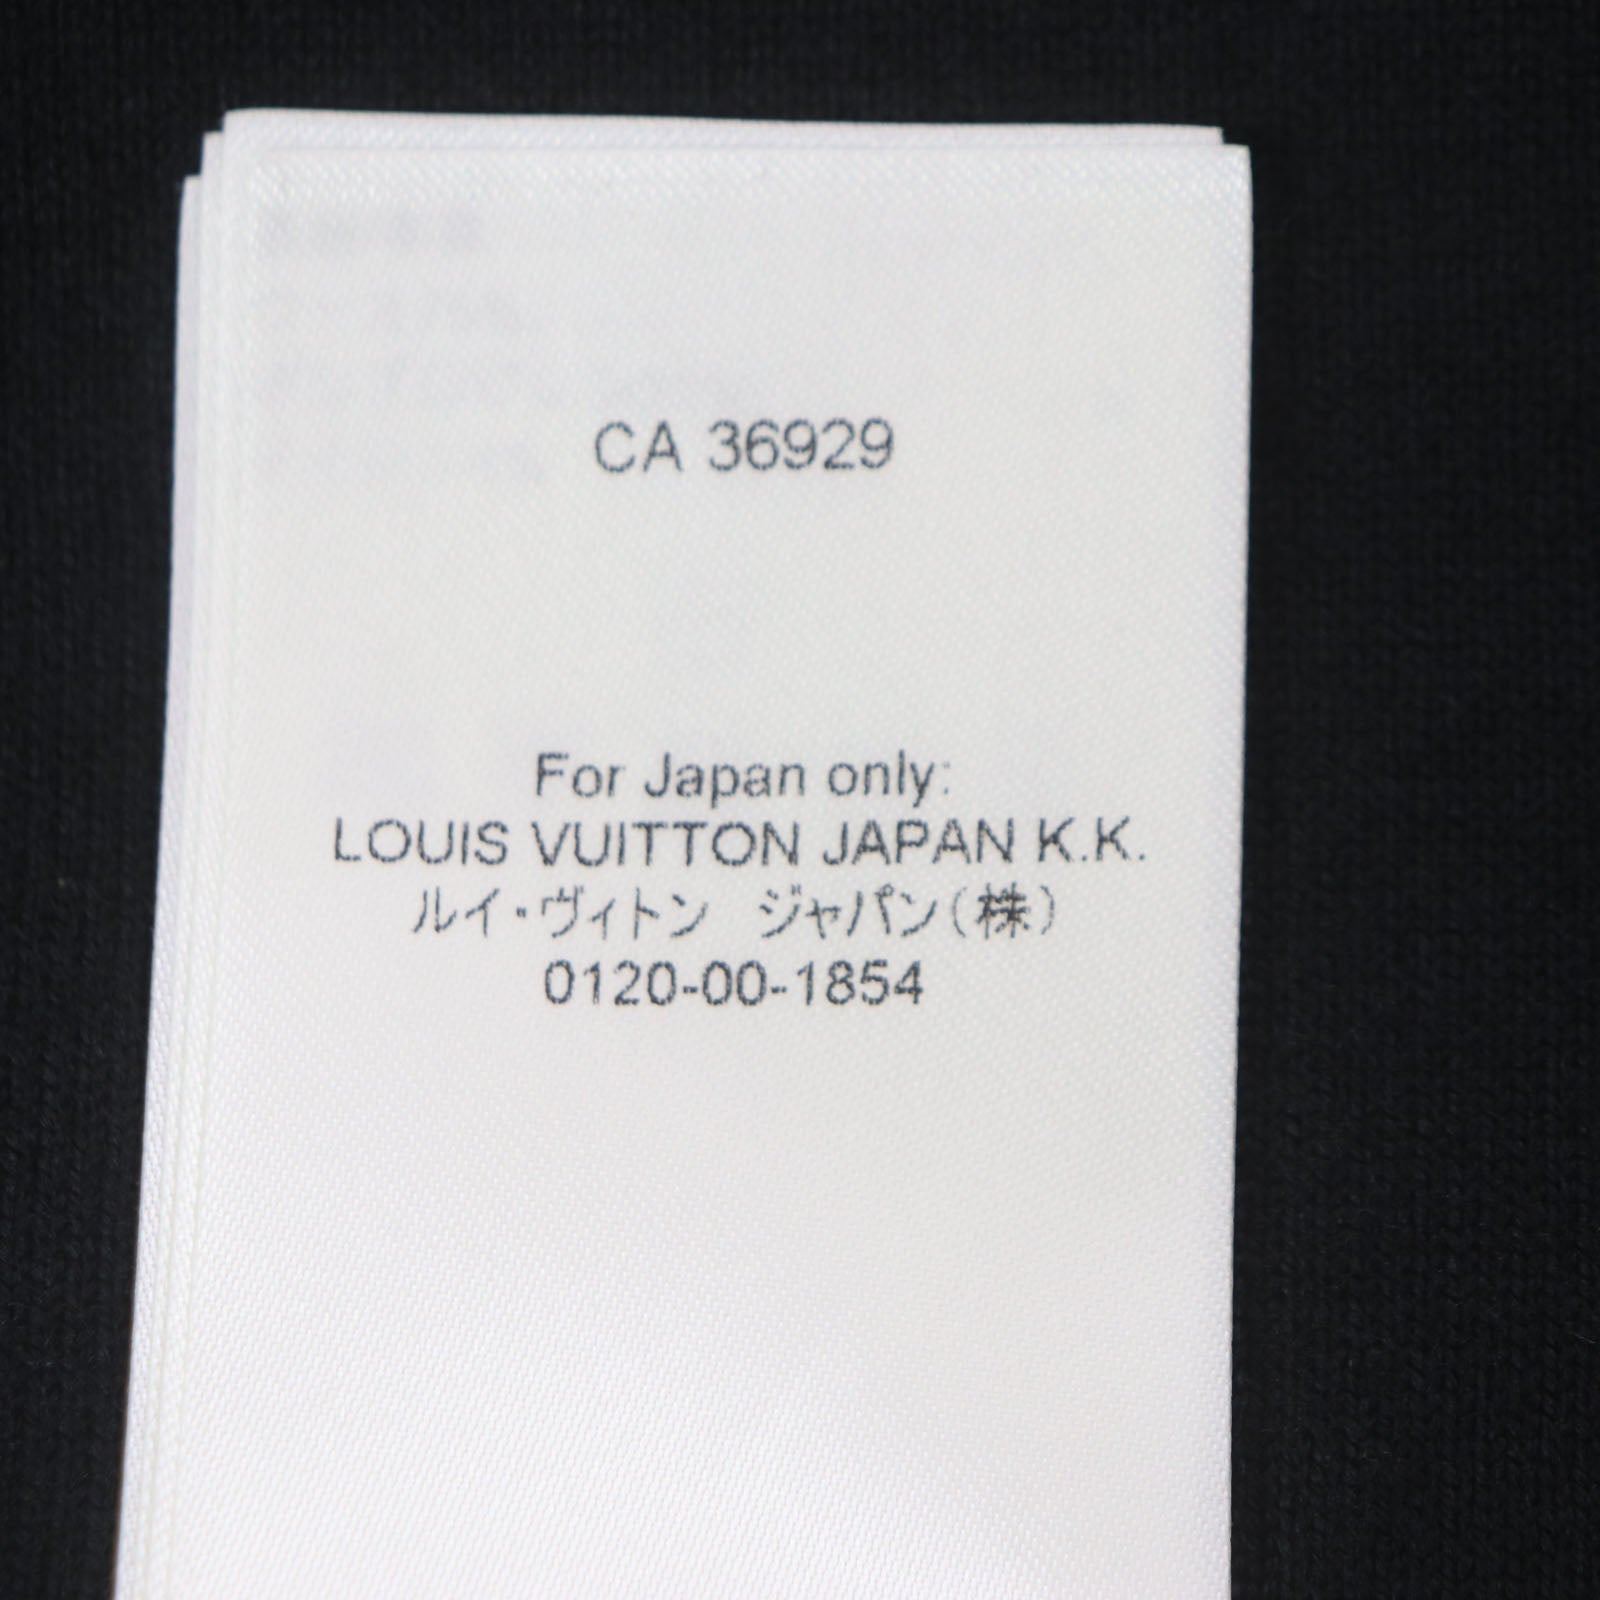 CA 36929
For Japan only:
LOUIS VUITTON JAPAN K.K.
ルイ・ヴィトン　ジャパン(株)
0120-00-1854